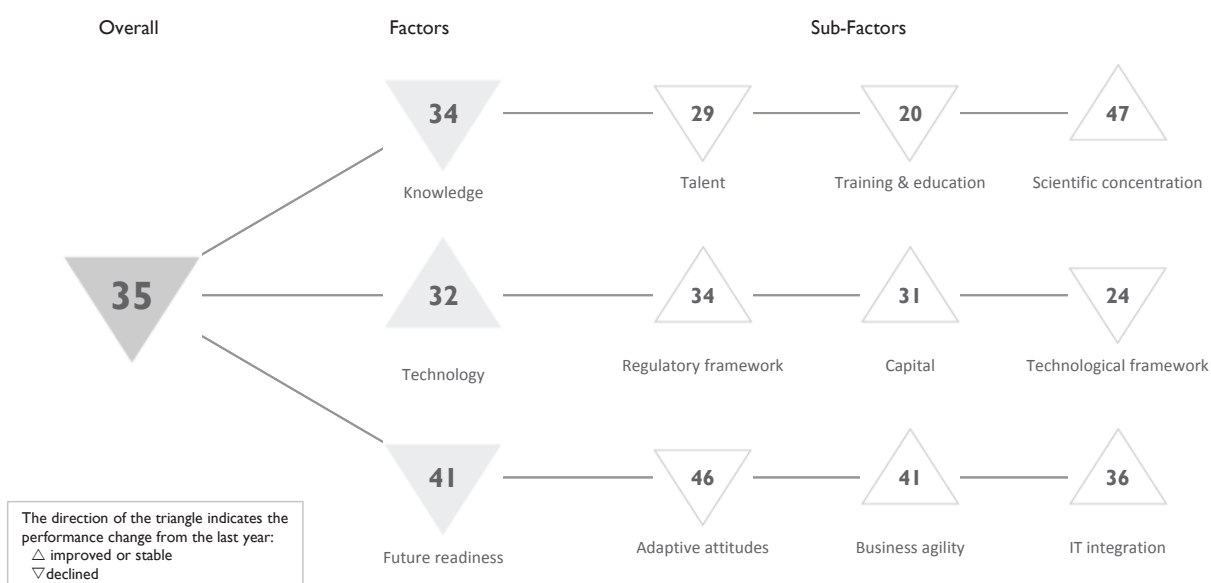 Overall Factors Sub-Factors
34 29 20 47
Knowledge Talent Training & education Scientific concentration
35 32 34 31 24
Technology Regulatory framework Capital Technological framework
41 46 41 36
Future readiness Adaptive attitudes Business agility IT integration
The direction of the triangle indicates the
performance change from the last year:
△ improved or stable
▽ declined